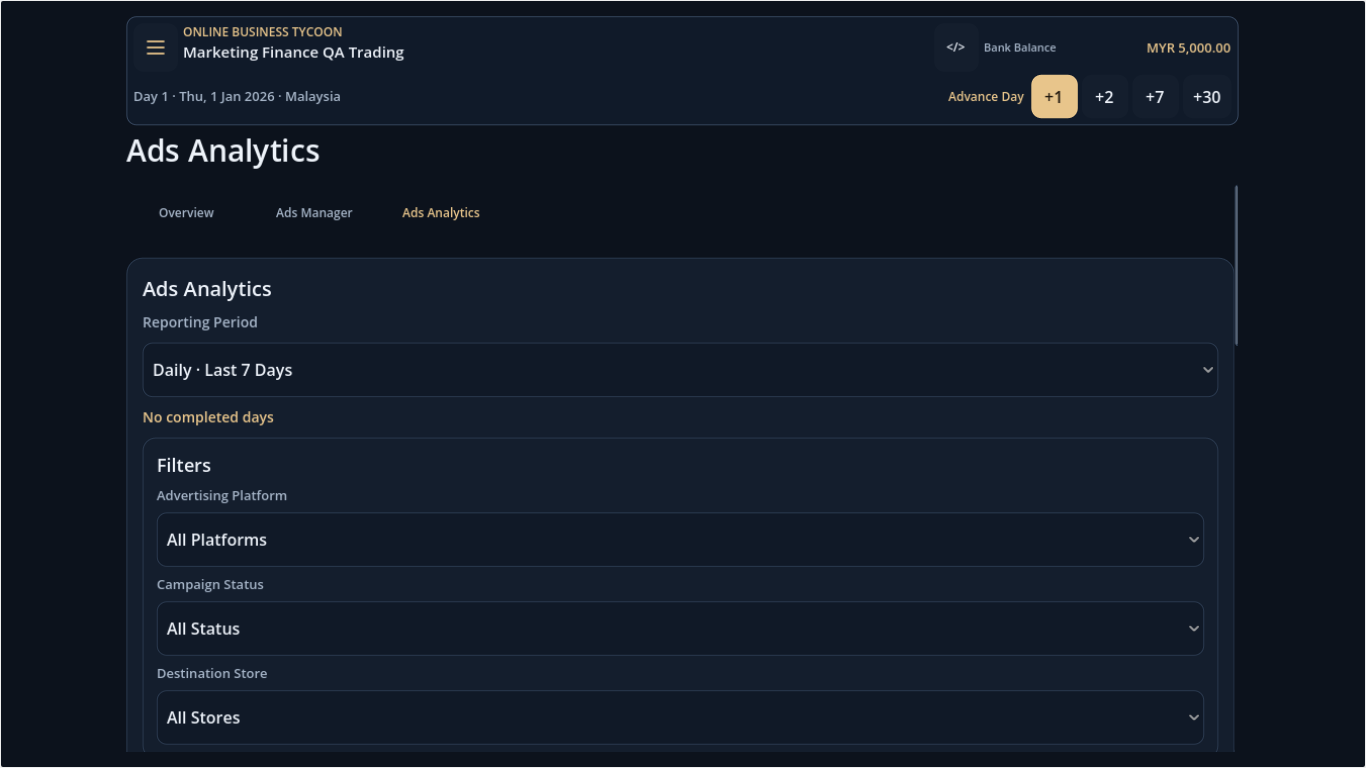 ONLINE BUSINESS TYCOON
Marketing Finance QA Trading
</> Bank Balance MYR 5,000.00
Day 1 · Thu, 1 Jan 2026 · Malaysia
Advance Day +1 +2 +7 +30
Ads Analytics
Overview Ads Manager Ads Analytics
Ads Analytics
Reporting Period
Daily · Last 7 Days
No completed days
Filters
Advertising Platform
All Platforms
Campaign Status
All Status
Destination Store
All Stores